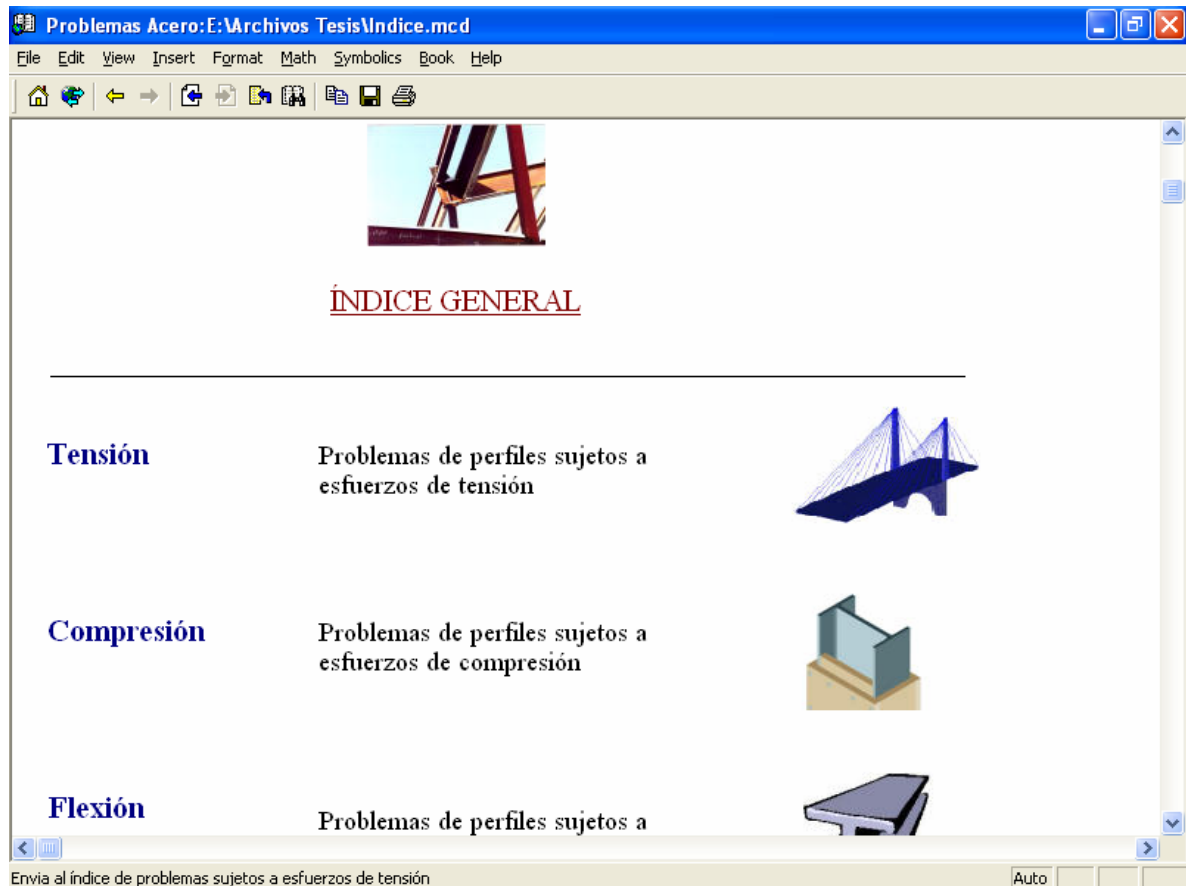 Problemas Acero:E:\Archivos Tesis\Indice.mcd
File Edit View Insert Format Math Symbolics Book Help
ÍNDICE GENERAL
Tensión
Problemas de perfiles sujetos a
esfuerzos de tensión
Compresión
Problemas de perfiles sujetos a
esfuerzos de compresión
Flexión
Problemas de perfiles sujetos a
Envia al índice de problemas sujetos a esfuerzos de tensión
Auto